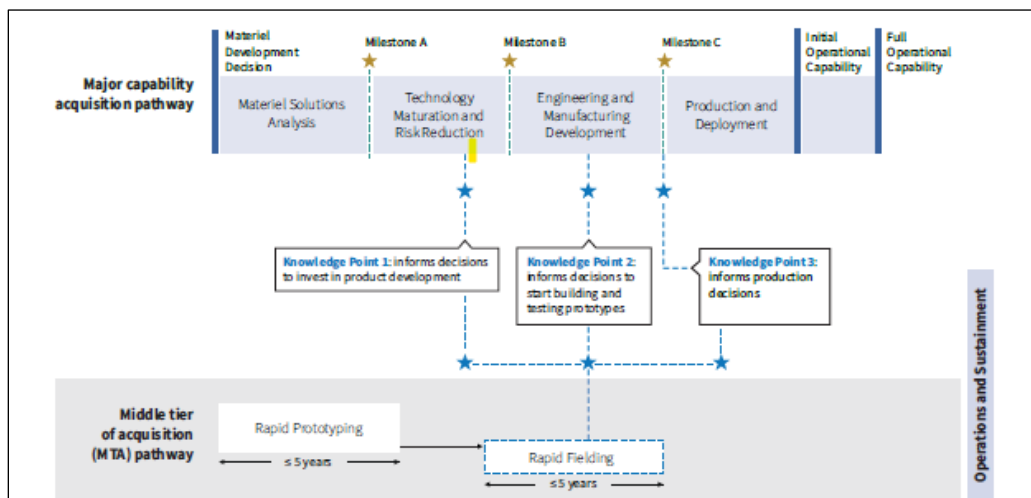 Materiel
Development
Decision
Milestone A
Milestone B
Milestone C
Initial
Operational
Capability
Full
Operational
Capability
Major capability
acquisition pathway
Materiel Solutions
Analysis
Technology
Maturation and
Risk Reduction
Engineering and
Manufacturing
Development
Production and
Deployment
Knowledge Point 1: informs decisions
to invest in product development
Knowledge Point 2:
informs decisions to
start building and
testing prototypes
Knowledge Point 3:
informs production
decisions
Operations and Sustainment
Middle tier
of acquisition
(MTA) pathway
Rapid Prototyping
≤ 5 years
Rapid Fielding
≤ 5 years